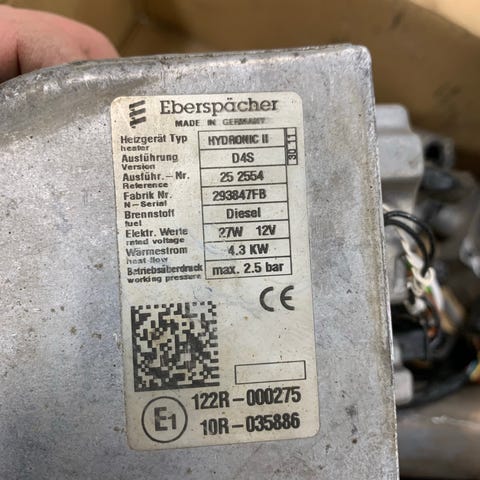 Eberspächer
MADE IN GERMANY
Heizgerät Typ HYDRONIC II
heater
Ausführung D4S
Version
30 11
Ausführ.-Nr. 25 2554
Reference
Fabrik Nr. 293847FB
N-Serial
Brennstoff Diesel
fuel
Elektr. Werte 27W 12V
rated voltage
Wärmestrom 4.3 KW
heat flow
Betriebsüberdruck max. 2.5 bar
working pressure
CE
E1
122R-000275
10R-035886